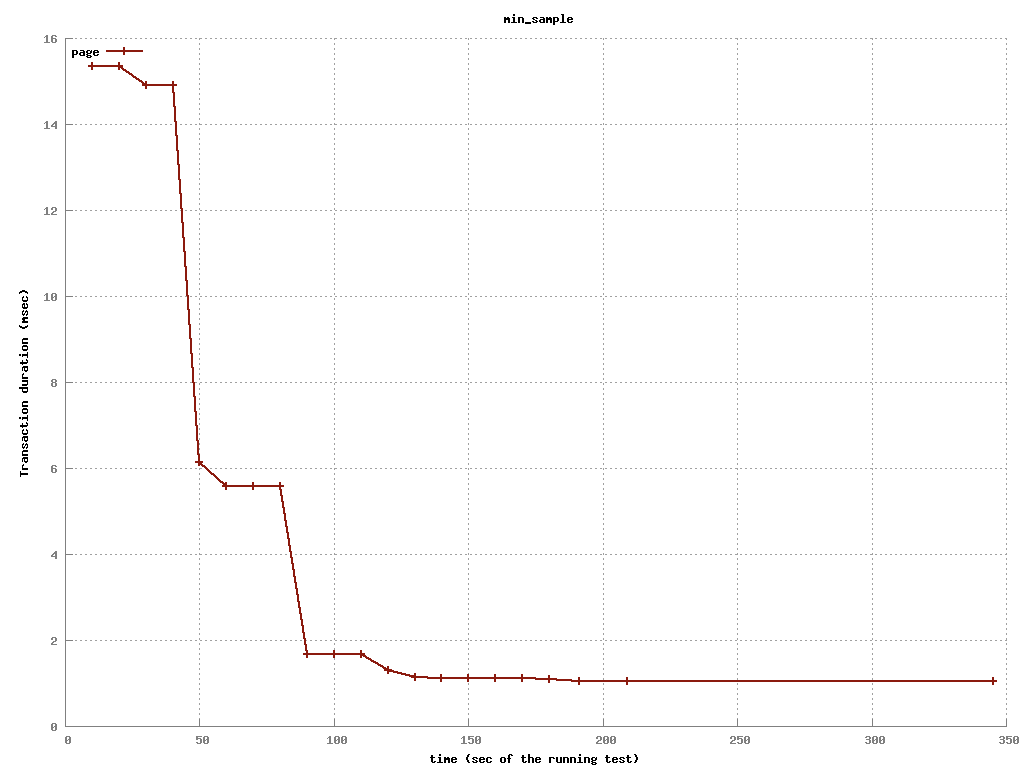 min_sample
page
16
14
12
10
8
6
4
2
0
Transaction duration (msec)
0 50 100 150 200 250 300 350
time (sec of the running test)